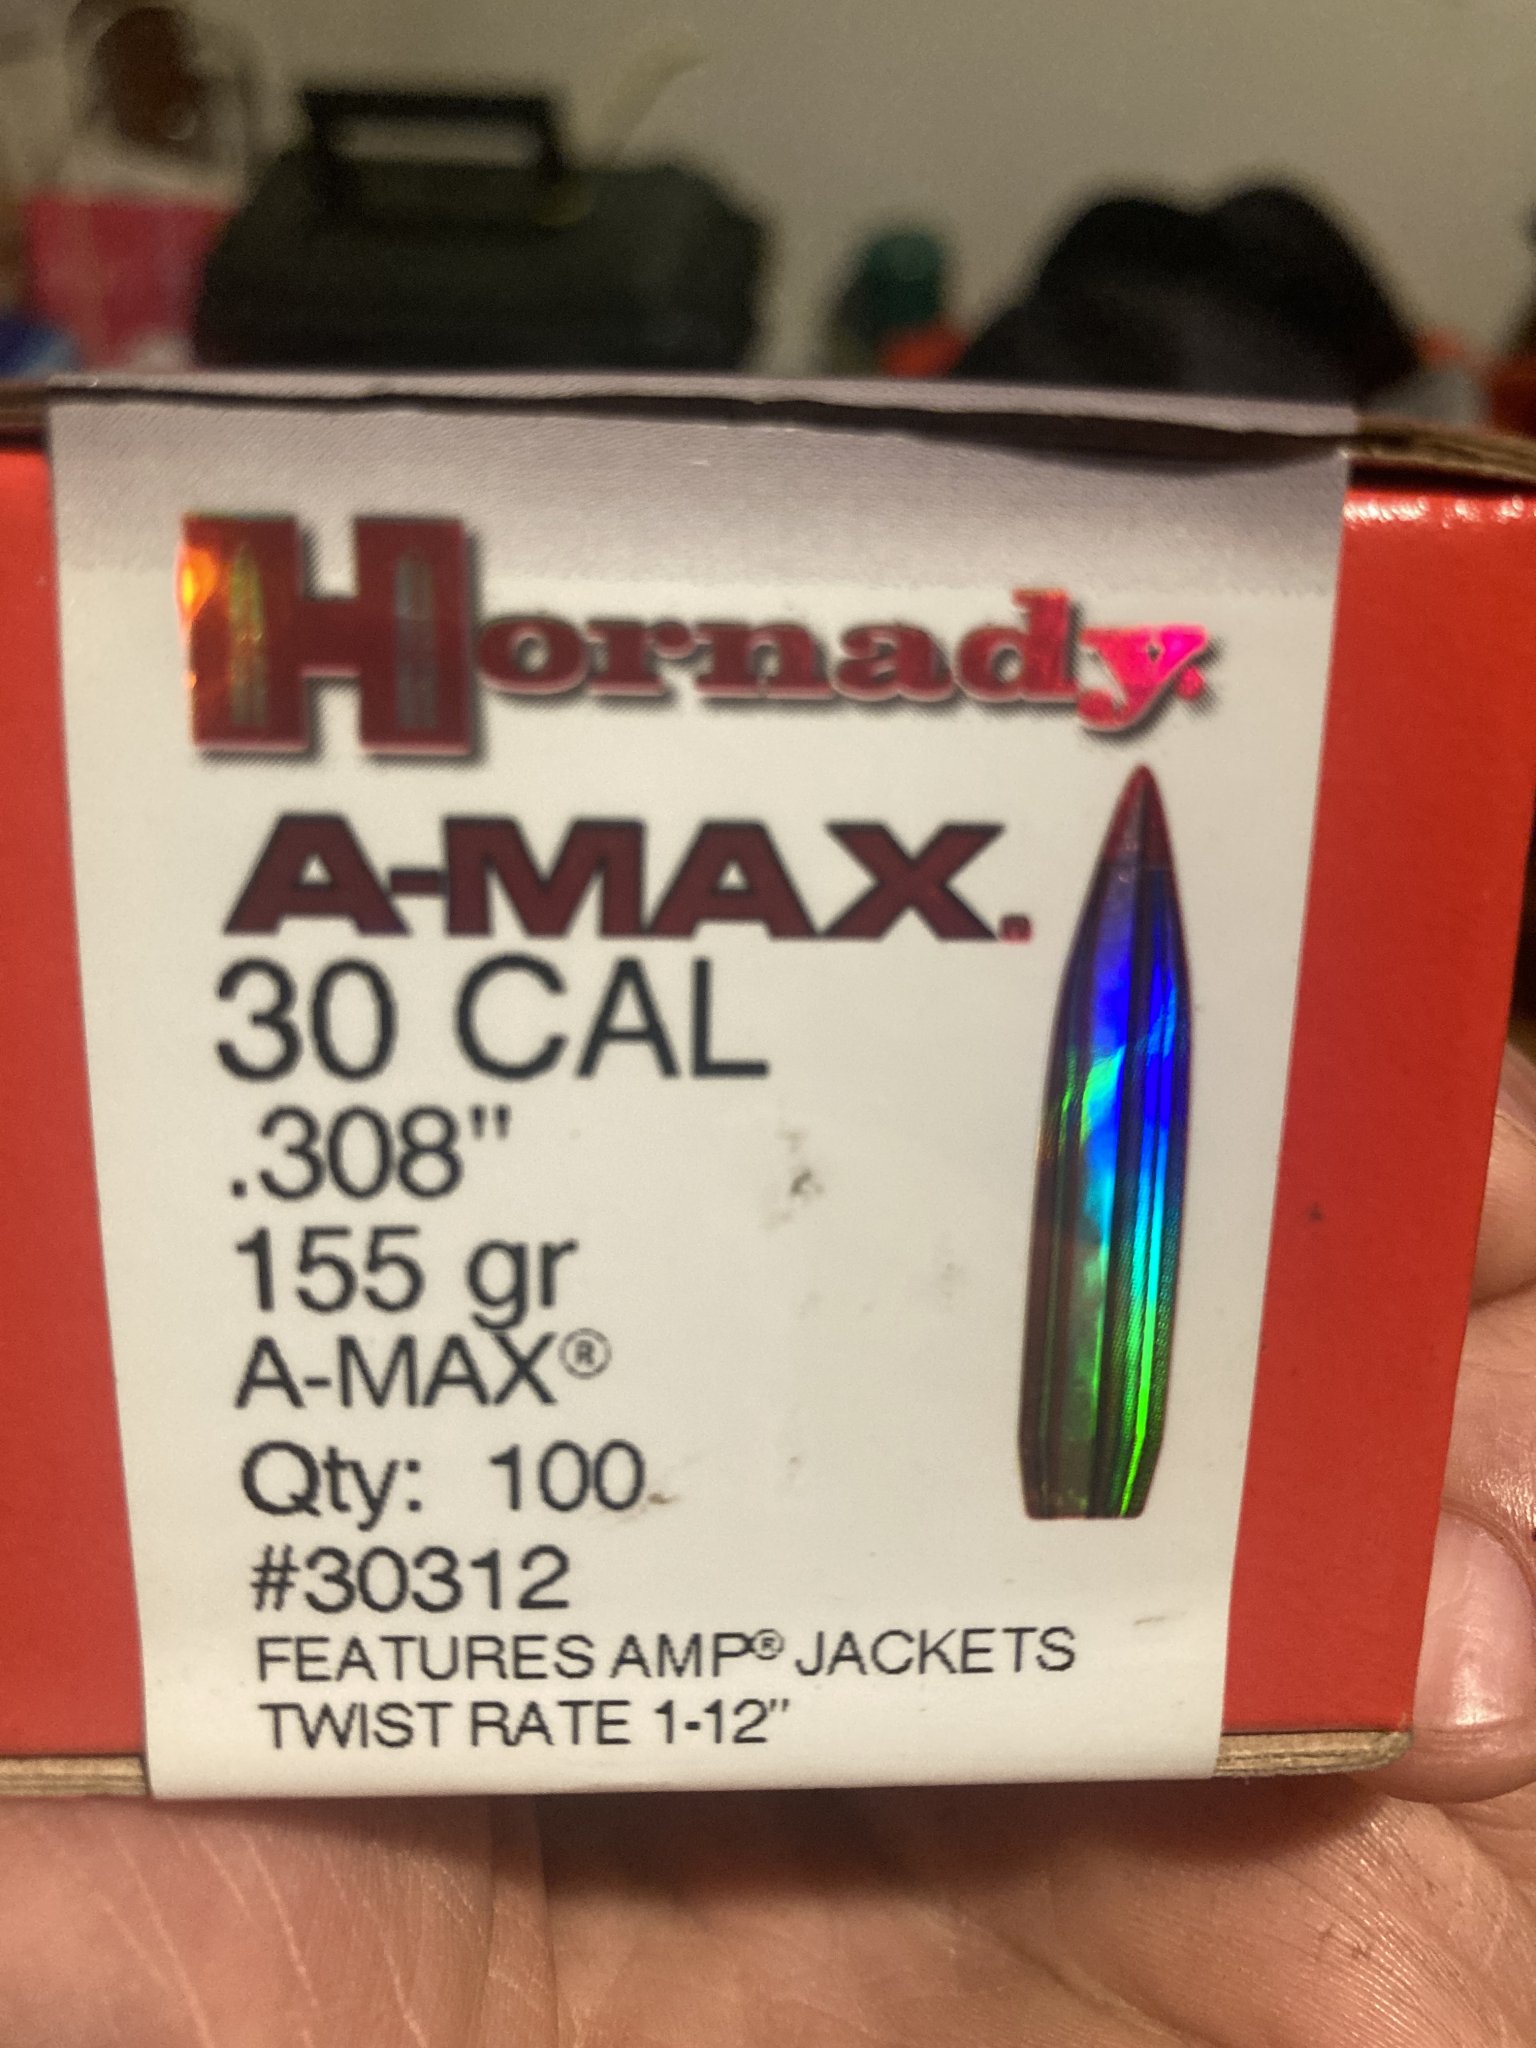 Hornady.
A-MAX®
30 CAL
.308"
155 gr
A-MAX®
Qty: 100
#30312
FEATURES AMP® JACKETS
TWIST RATE 1-12"